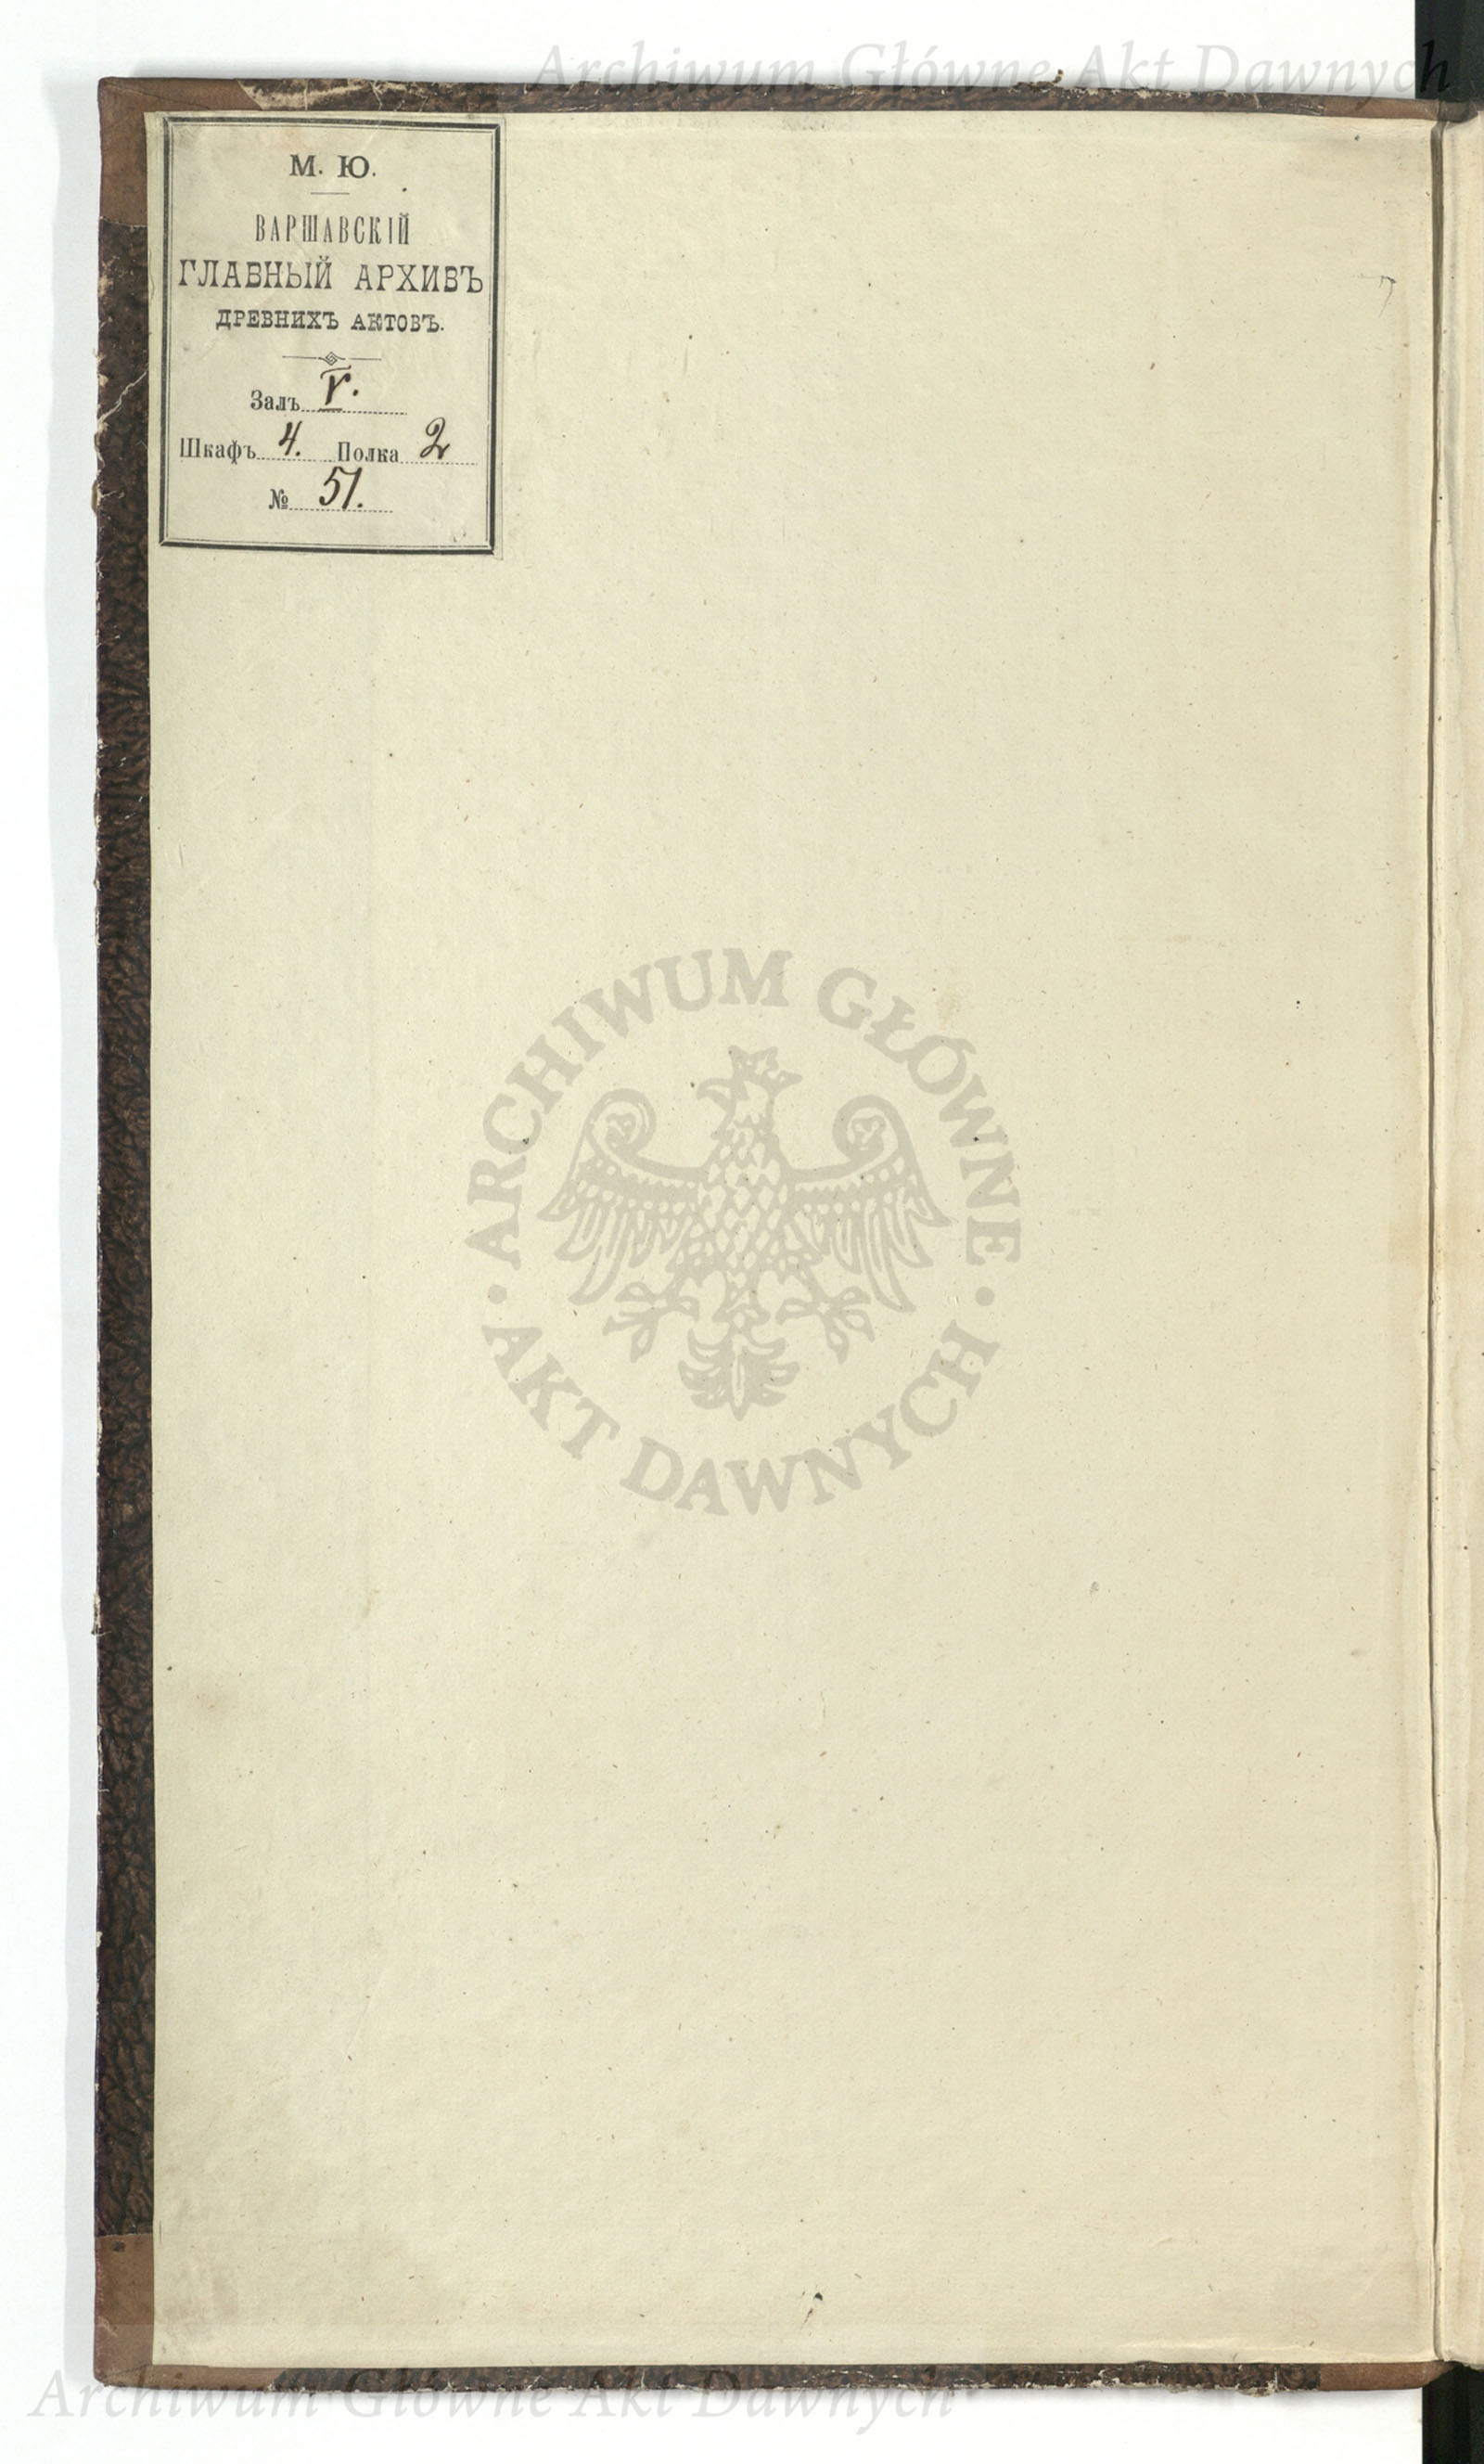 Archiwum Główne Akt Dawnych
М. Ю.
ВАРШАВСКІЙ
ГЛАВНЫЙ АРХИВЪ
ДРЕВНИХЪ АКТОВЪ.
Залъ V.
Шкафъ 4. Полка 2
№ 51.
ARCHIWUM GŁÓWNE
AKT DAWNYCH
Archiwum Główne Akt Dawnych